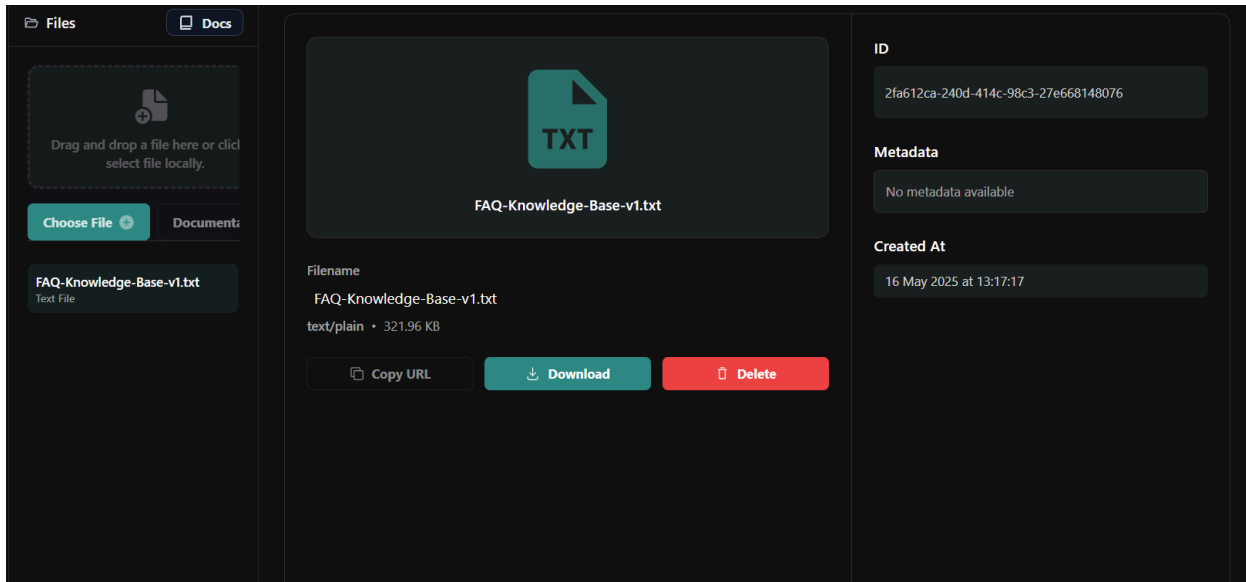 Files
Docs
Drag and drop a file here or
select file locally.
Choose File
FAQ-Knowledge-Base-v1.txt
Text File
TXT
FAQ-Knowledge-Base-v1.txt
Filename
FAQ-Knowledge-Base-v1.txt
text/plain • 321.96 KB
Copy URL
Download
Delete
ID
2fa612ca-240d-414c-98c3-27e668148076
Metadata
No metadata available
Created At
16 May 2025 at 13:17:17